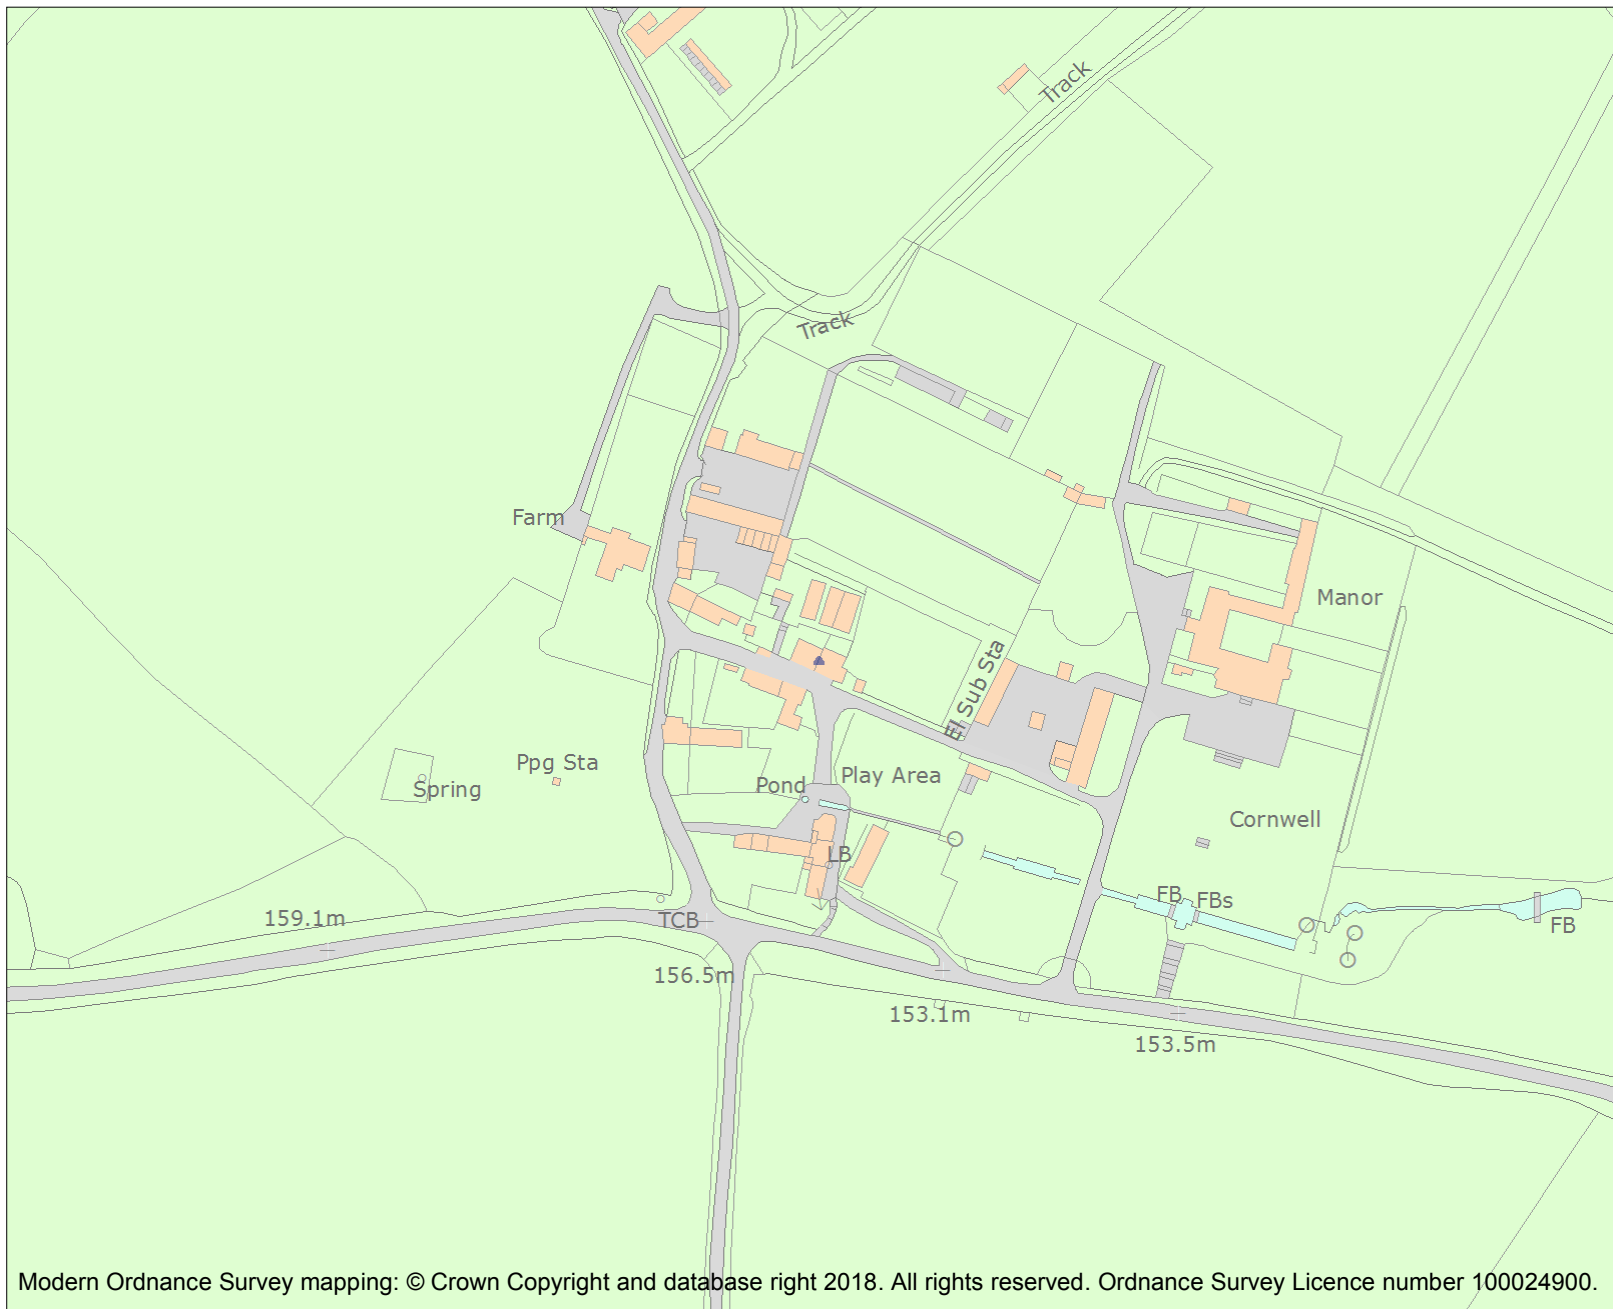 Track
Track
Farm
Manor
El Sub Sta
Ppg Sta
Spring
Pond
Play Area
Cornwell
LB
FB
FBs
FB
159.1m
TCB
156.5m
153.1m
153.5m
Modern Ordnance Survey mapping: © Crown Copyright and database right 2018. All rights reserved. Ordnance Survey Licence number 100024900.